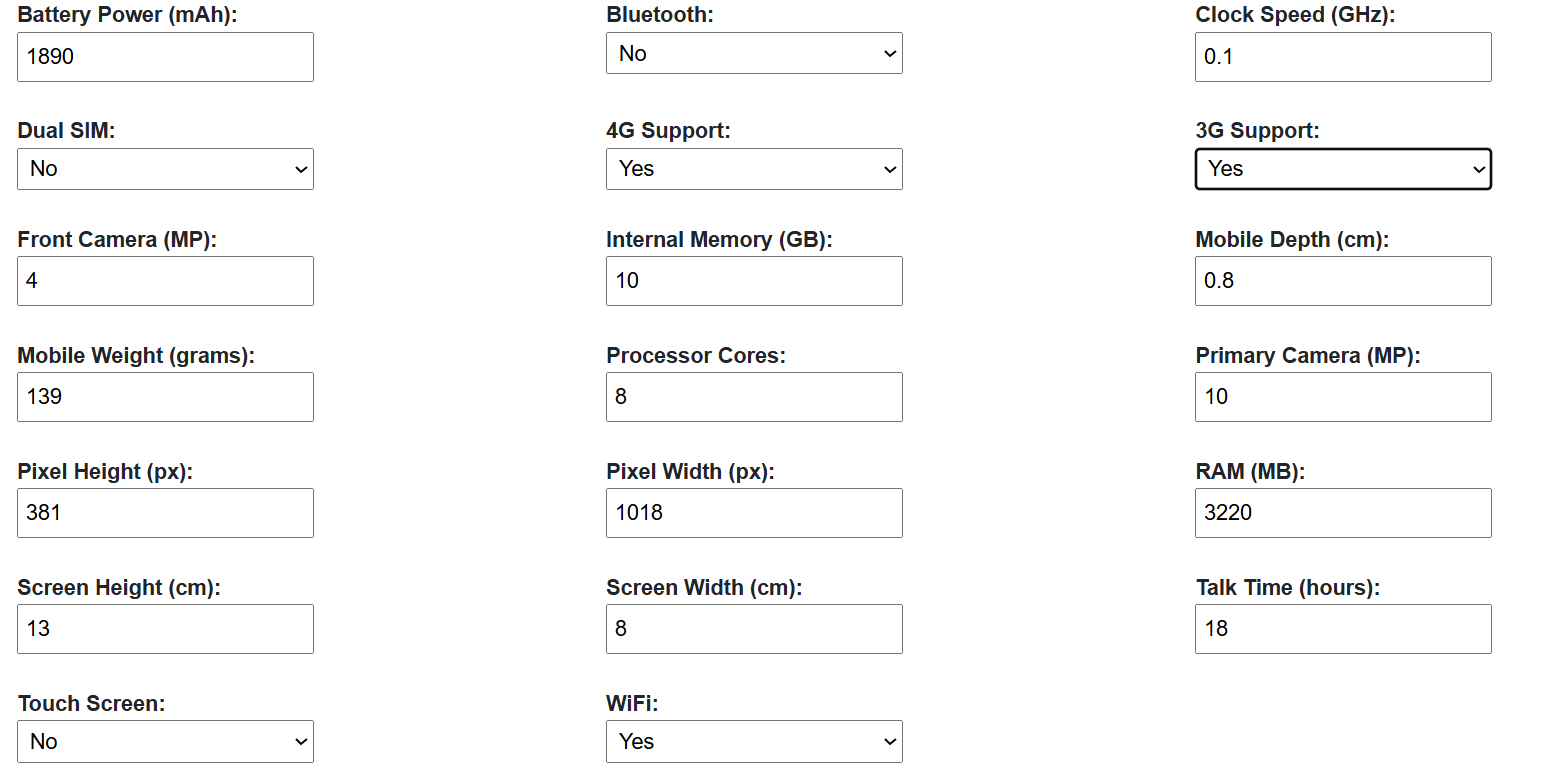 Battery Power (mAh): Bluetooth: Clock Speed (GHz):
1890 No 0.1
Dual SIM: 4G Support: 3G Support:
No Yes Yes
Front Camera (MP): Internal Memory (GB): Mobile Depth (cm):
4 10 0.8
Mobile Weight (grams): Processor Cores: Primary Camera (MP):
139 8 10
Pixel Height (px): Pixel Width (px): RAM (MB):
381 1018 3220
Screen Height (cm): Screen Width (cm): Talk Time (hours):
13 8 18
Touch Screen: WiFi:
No Yes